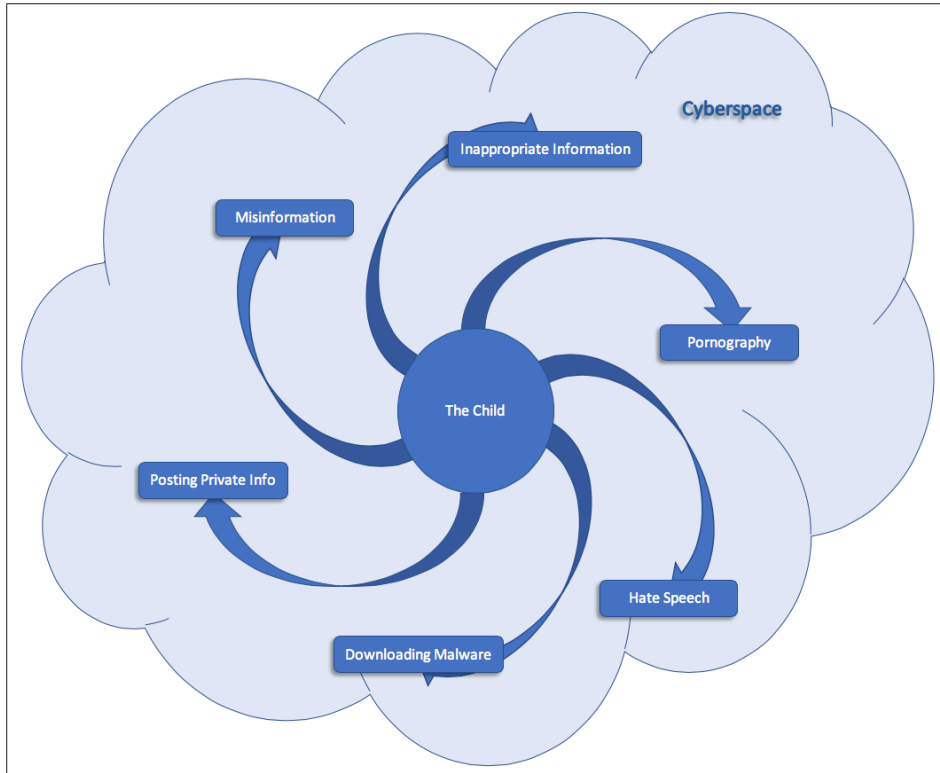 Cyberspace
Inappropriate Information
Misinformation
Pornography
The Child
Posting Private Info
Hate Speech
Downloading Malware